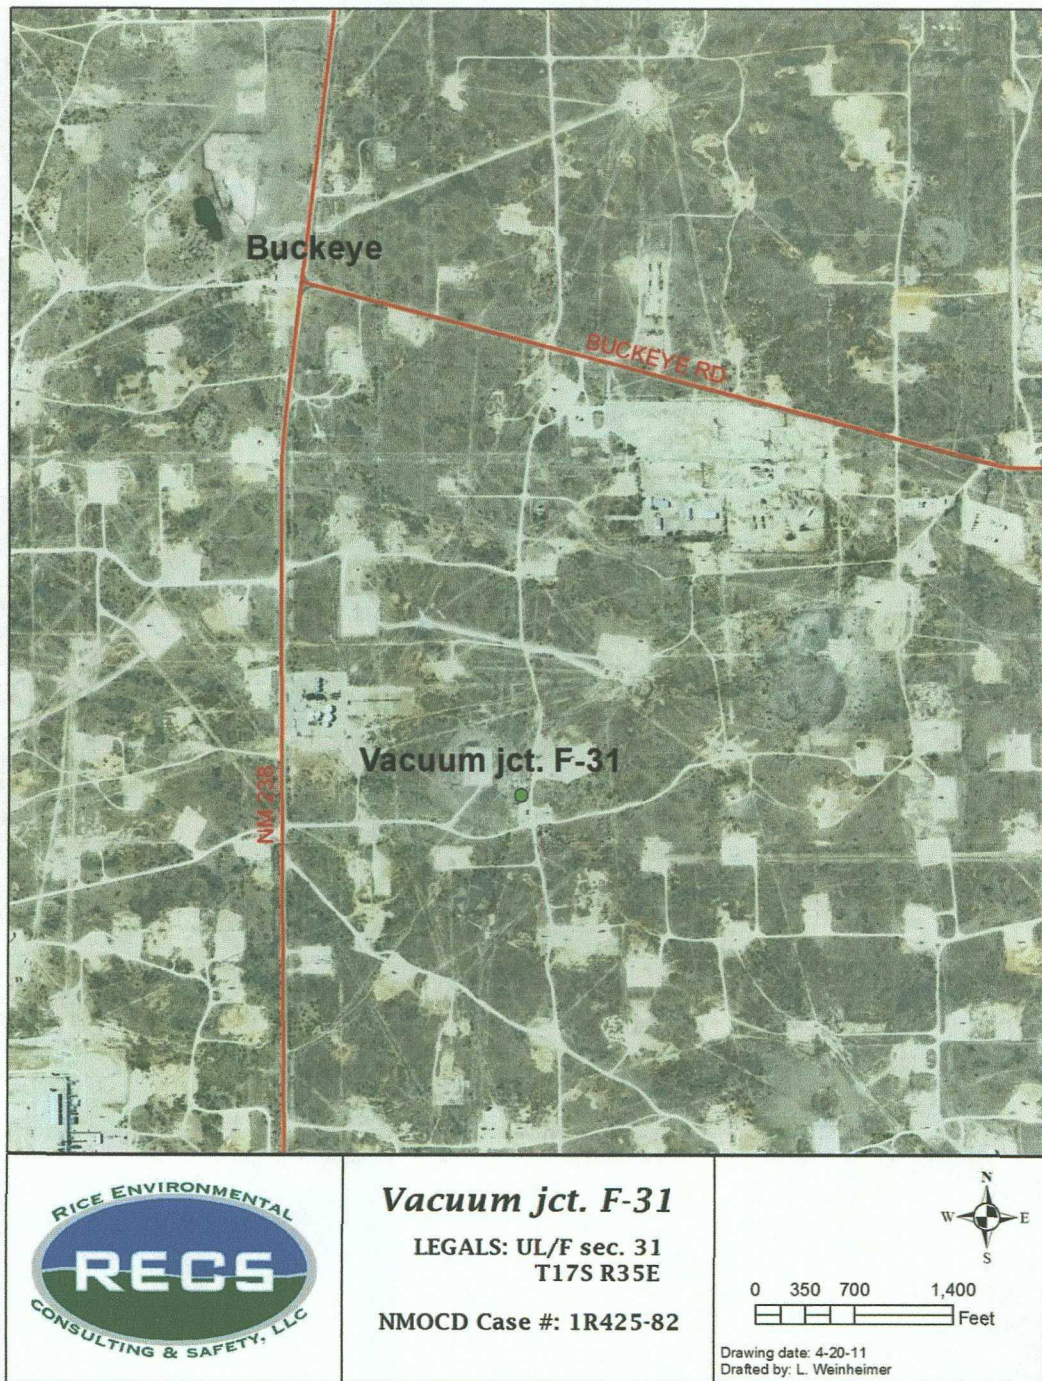 Buckeye
BUCKEYE RD
Vacuum jct. F-31
NM 238
RICE ENVIRONMENTAL
RECS
CONSULTING & SAFETY, LLC
Vacuum jct. F-31
LEGALS: UL/F sec. 31
T17S R35E
NMOCD Case #: 1R425-82
N
W E
S
0 350 700 1,400
Feet
Drawing date: 4-20-11
Drafted by: L. Weinheimer